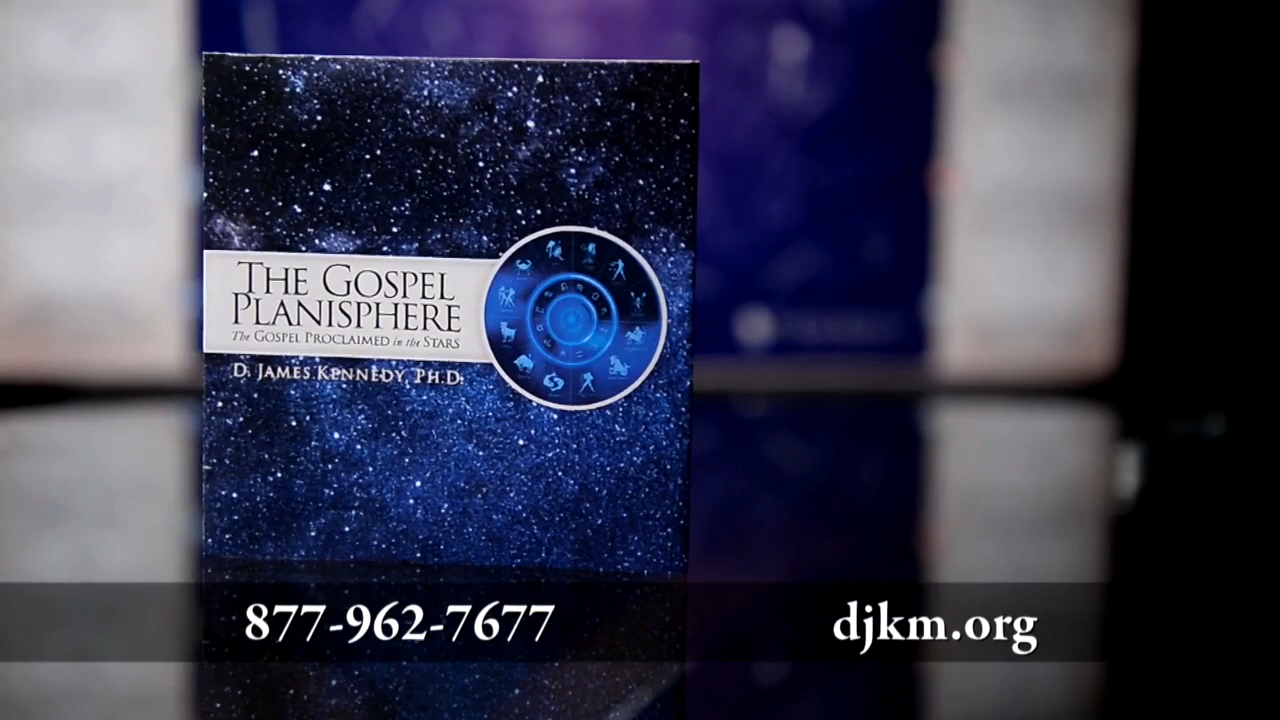 THE GOSPEL
PLANISPHERE
The GOSPEL PROCLAIMED in the STARS
D. JAMES KENNEDY, PH.D.
877-962-7677
djkm.org